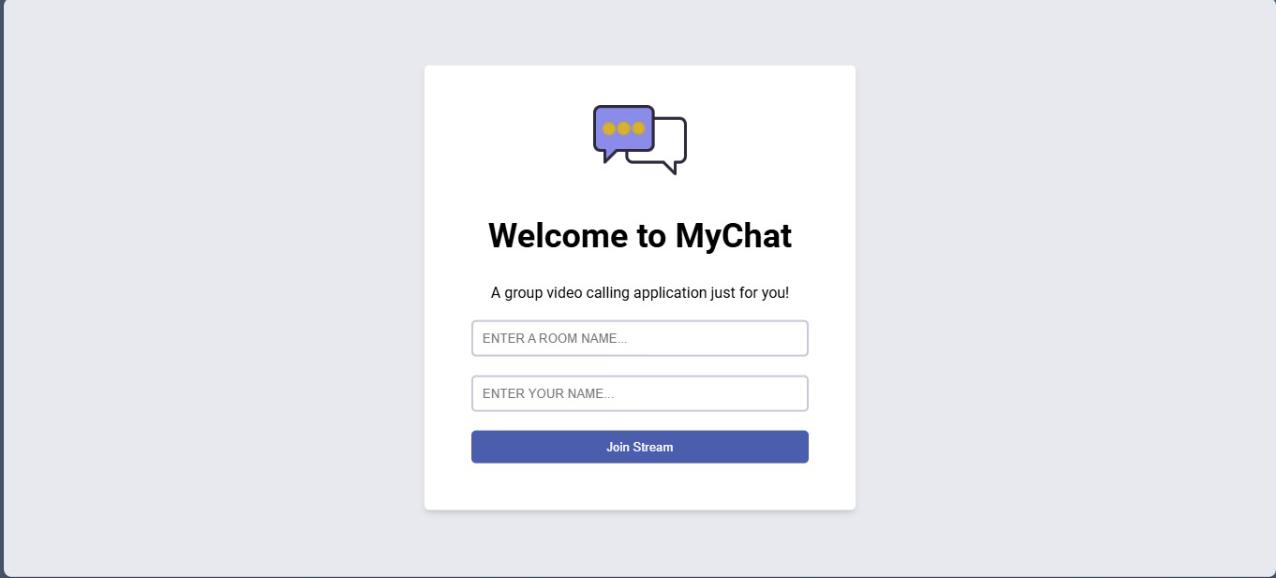 Welcome to MyChat
A group video calling application just for you!
ENTER A ROOM NAME...
ENTER YOUR NAME...
Join Stream